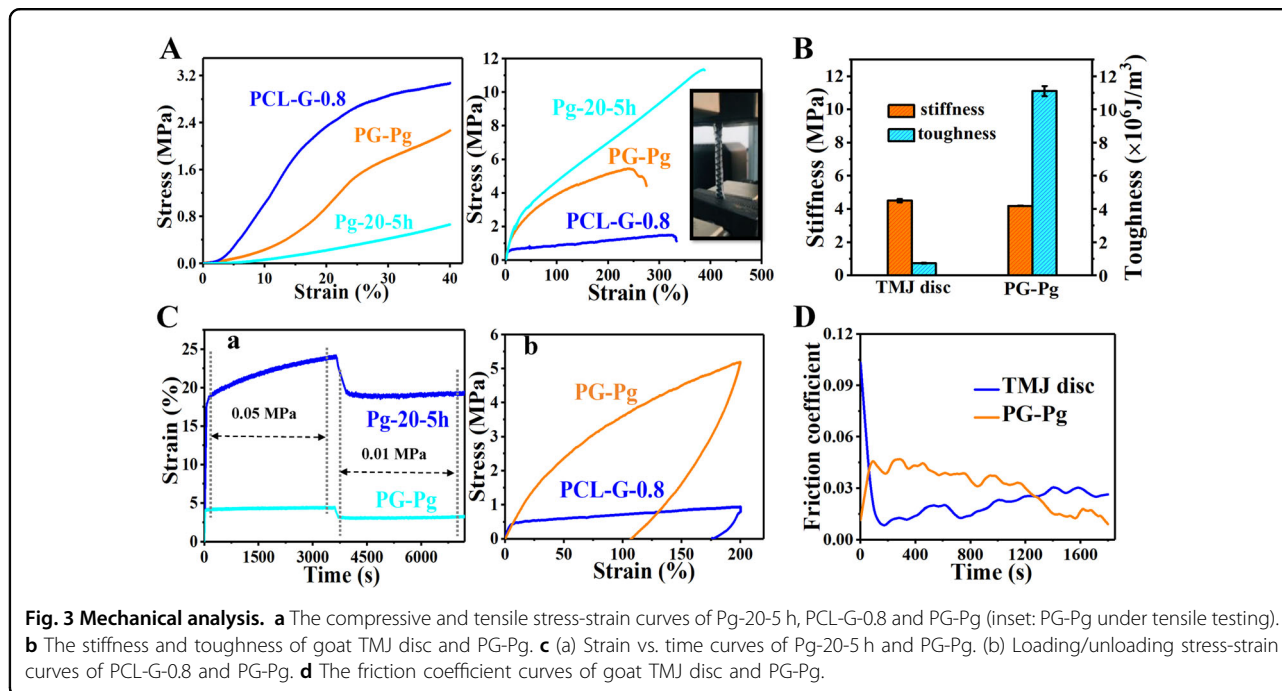 A
3.2
2.4
1.6
0.8
0.0
Stress (MPa)
PCL-G-0.8
PG-Pg
Pg-20-5h
0 10 20 30 40
Strain (%)
12
10
8
6
4
2
0
Stress (MPa)
Pg-20-5h
PG-Pg
PCL-G-0.8
0 100 200 300 400 500
Strain (%)
B
12
10
8
6
4
2
0
Stiffness (MPa)
stiffness
toughness
TMJ disc PG-Pg
12
10
8
6
4
2
0
Toughness (×10⁶J/m³)
C
a
25
20
15
10
5
0
Strain (%)
0.05 MPa
Pg-20-5h
0.01 MPa
PG-Pg
0 1500 3000 4500 6000
Time (s)
b
6
5
4
3
2
1
0
Stress (MPa)
PG-Pg
PCL-G-0.8
0 50 100 150 200
Strain (%)
D
0.12
0.09
0.06
0.03
0.00
Friction coefficient
TMJ disc
PG-Pg
0 400 800 1200 1600
Time (s)
Fig. 3 Mechanical analysis. a The compressive and tensile stress-strain curves of Pg-20-5 h, PCL-G-0.8 and PG-Pg (inset: PG-Pg under tensile testing).
b The stiffness and toughness of goat TMJ disc and PG-Pg. c (a) Strain vs. time curves of Pg-20-5 h and PG-Pg. (b) Loading/unloading stress-strain
curves of PCL-G-0.8 and PG-Pg. d The friction coefficient curves of goat TMJ disc and PG-Pg.